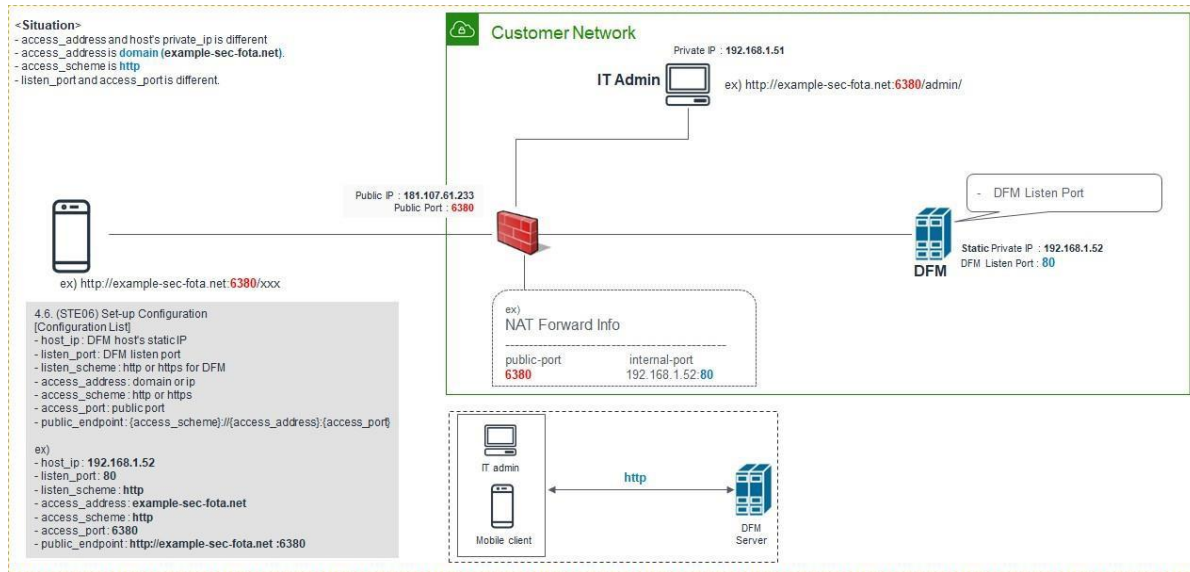 <Situation>
- access_address and host's private_ip is different
- access_address is domain (example-sec-fota.net).
- access_scheme is http
- listen_port and access_port is different.
Customer Network
Private IP : 192.168.1.51
IT Admin
ex) http://example-sec-fota.net:6380/admin/
Public IP : 181.107.61.233
Public Port : 6380
- DFM Listen Port
Static Private IP : 192.168.1.52
DFM Listen Port : 80
DFM
ex) http://example-sec-fota.net:6380/xxx
ex)
NAT Forward Info
public-port internal-port
6380 192.168.1.52:80
4.6. (STE06) Set-up Configuration
[Configuration List]
- host_ip : DFM host's static IP
- listen_port : DFM listen port
- listen_scheme : http or https for DFM
- access_address : domain or ip
- access_scheme : http or https
- access_port : public port
- public_endpoint : {access_scheme}://{access_address}:{access_port}
ex)
- host_ip : 192.168.1.52
- listen_port : 80
- listen_scheme : http
- access_address : example-sec-fota.net
- access_scheme : http
- access_port : 6380
- public_endpoint : http://example-sec-fota.net :6380
IT admin
http
Mobile client
DFM
Server